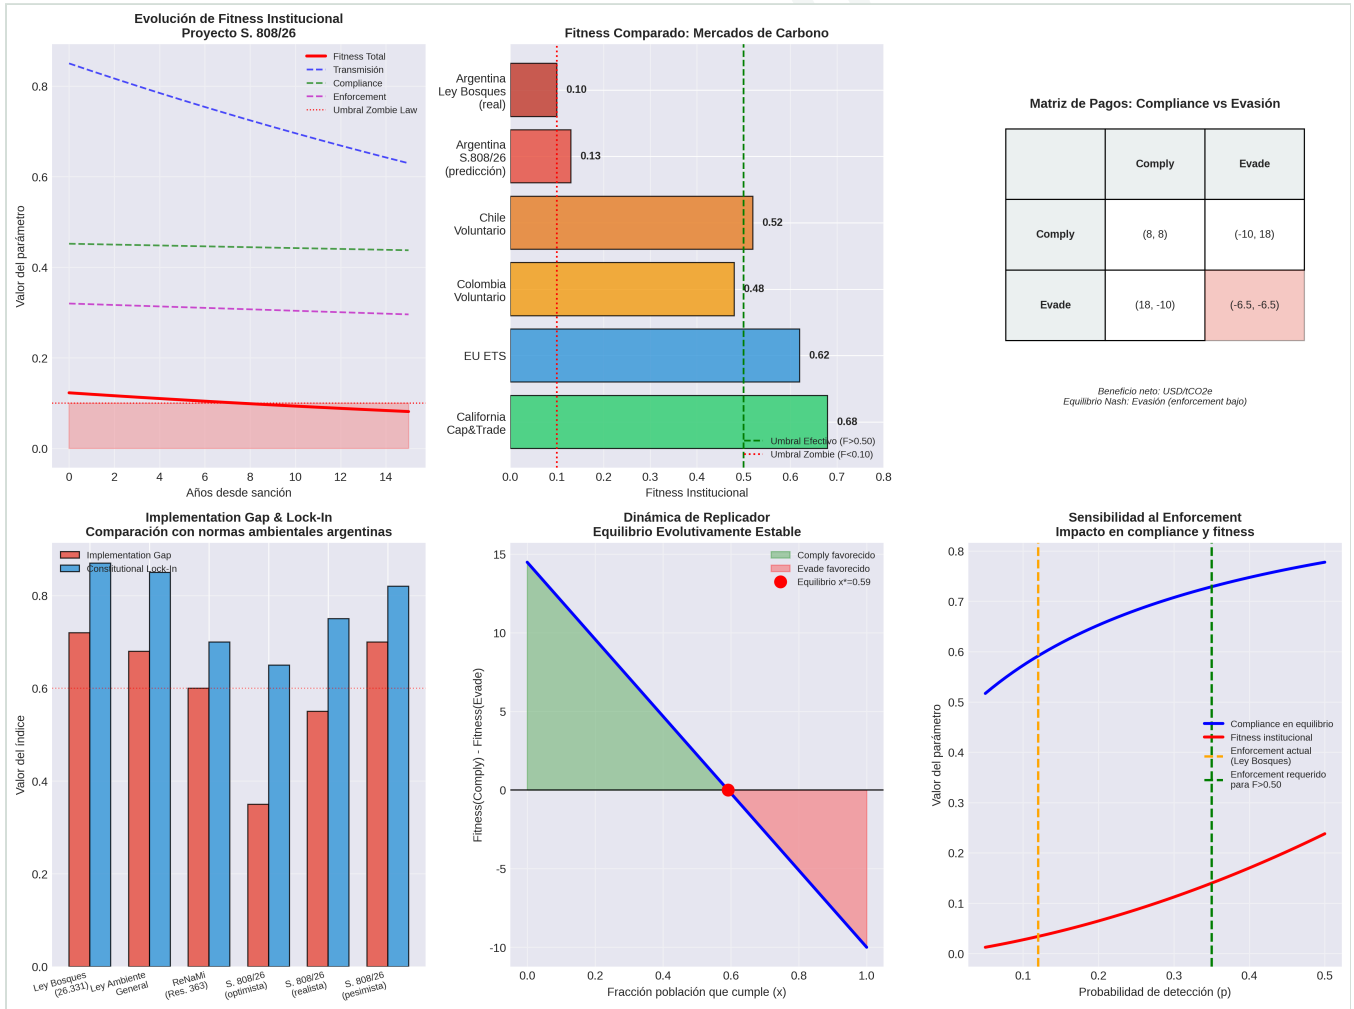 Evolución de Fitness Institucional
Proyecto S. 808/26
Fitness Total
Transmisión
Compliance
Enforcement
Umbral Zombie Law
Valor del parámetro
0.8
0.6
0.4
0.2
0.0
0 2 4 6 8 10 12 14
Años desde sanción
Fitness Comparado: Mercados de Carbono
Argentina
Ley Bosques
(real)
0.10
Argentina
S.808/26
(predicción)
0.13
Chile
Voluntario
0.52
Colombia
Voluntario
0.48
EU ETS
0.62
California
Cap&Trade
0.68
Umbral Efectivo (F>0.50)
Umbral Zombie (F<0.10)
0.0 0.1 0.2 0.3 0.4 0.5 0.6 0.7 0.8
Fitness Institucional
Matriz de Pagos: Compliance vs Evasión
Comply Evade
Comply (8, 8) (-10, 18)
Evade (18, -10) (-6.5, -6.5)
Beneficio neto: USD/tCO2e
Equilibrio Nash: Evasión (enforcement bajo)
Implementation Gap & Lock-In
Comparación con normas ambientales argentinas
Implementation Gap
Constitutional Lock-In
Valor del índice
0.8
0.6
0.4
0.2
0.0
Ley Bosques
(26.331)
Ley Ambiente
General
ReNaMi
(Res. 363)
S. 808/26
(optimista)
S. 808/26
(realista)
S. 808/26
(pesimista)
Dinámica de Replicador
Equilibrio Evolutivamente Estable
Comply favorecido
Evade favorecido
Equilibrio x*=0.59
Fitness(Comply) - Fitness(Evade)
15
10
5
0
-5
-10
0.0 0.2 0.4 0.6 0.8 1.0
Fracción población que cumple (x)
Sensibilidad al Enforcement
Impacto en compliance y fitness
Valor del parámetro
0.8
0.7
0.6
0.5
0.4
0.3
0.2
0.1
0.0
Compliance en equilibrio
Fitness institucional
Enforcement actual
(Ley Bosques)
Enforcement requerido
para F>0.50
0.1 0.2 0.3 0.4 0.5
Probabilidad de detección (p)